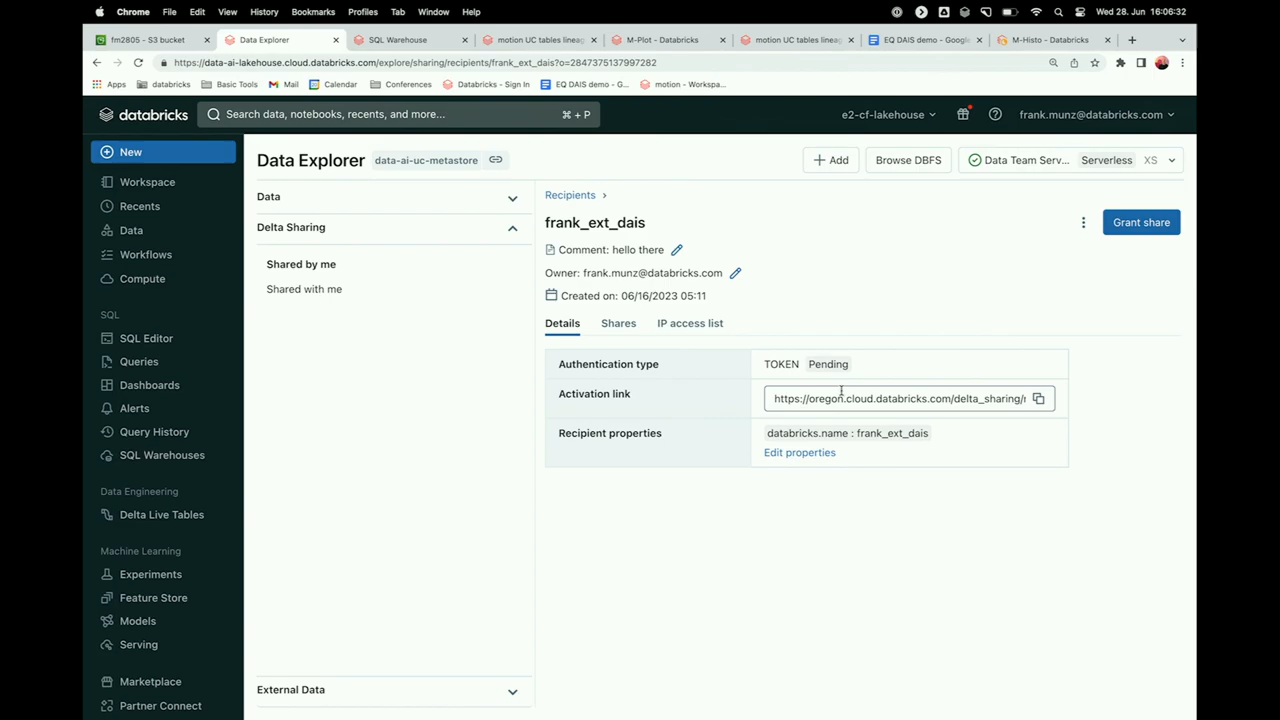 Chrome File Edit View History Bookmarks Profiles Tab Window Help Wed 28. Jun 16:06:32
fm2805 - S3 bucket Data Explorer SQL Warehouse motion UC tables lineag M-Plot - Databricks motion UC tables lineag EQ DAIS demo - Google M-Histo - Databricks
https://data-ai-lakehouse.cloud.databricks.com/explore/sharing/recipients/frank_ext_dais?o=2847375137997282
Apps databricks Basic Tools Mail Calendar Conferences Databricks - Sign In EQ DAIS demo - G... motion - Workspa...
databricks Search data, notebooks, recents, and more... ⌘ + P e2-cf-lakehouse frank.munz@databricks.com
New
Workspace
Recents
Data
Workflows
Compute
SQL
SQL Editor
Queries
Dashboards
Alerts
Query History
SQL Warehouses
Data Engineering
Delta Live Tables
Machine Learning
Experiments
Feature Store
Models
Serving
Marketplace
Partner Connect
Data Explorer data-ai-uc-metastore + Add Browse DBFS Data Team Serv... Serverless XS
Data
Delta Sharing
Shared by me
Shared with me
External Data
Recipients >
frank_ext_dais Grant share
Comment: hello there
Owner: frank.munz@databricks.com
Created on: 06/16/2023 05:11
Details Shares IP access list
Authentication type TOKEN Pending
Activation link https://oregon.cloud.databricks.com/delta_sharing/r
Recipient properties databricks.name : frank_ext_dais
Edit properties